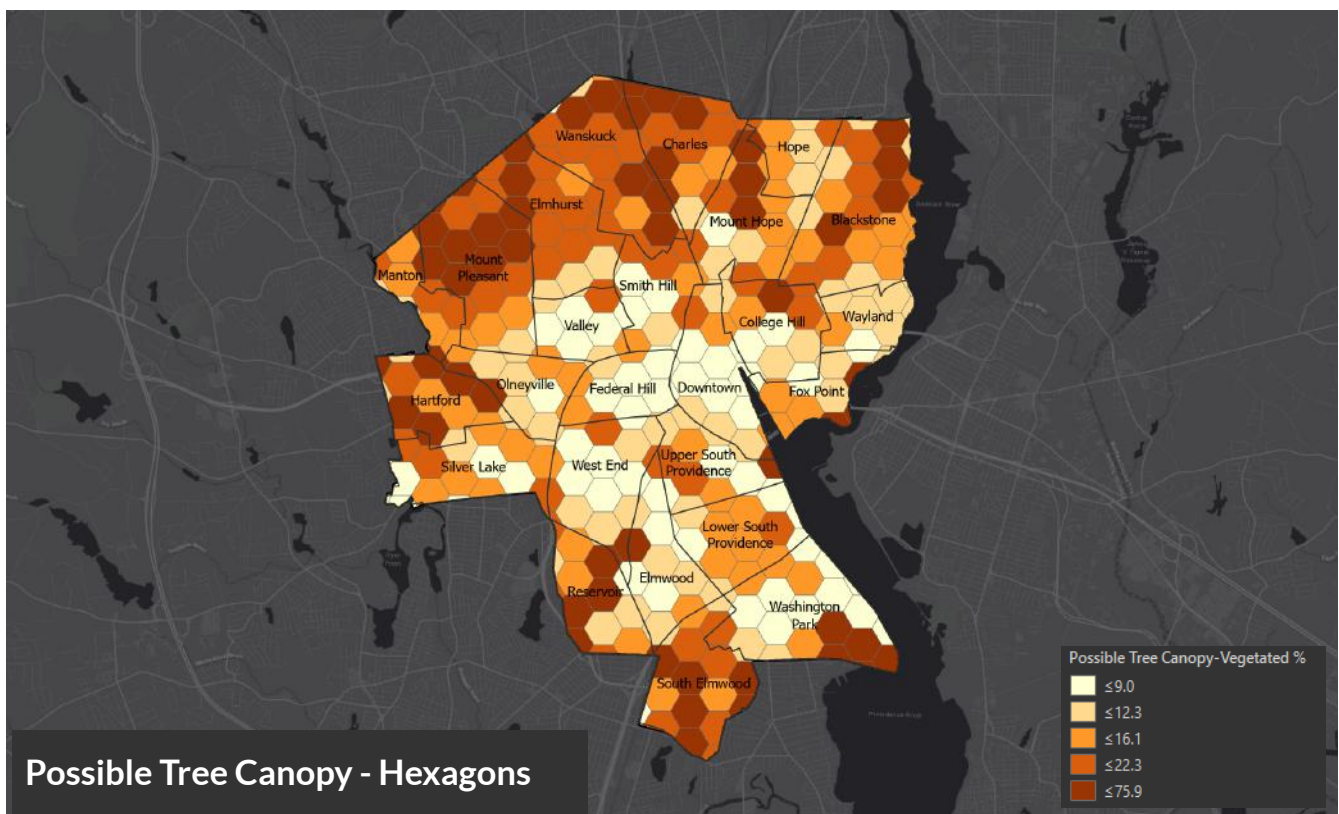 Wanskuck
Charles
Hope
Elmhurst
Mount Hope
Blackstone
Manton
Mount
Pleasant
Smith Hill
Valley
College Hill
Wayland
Olneyville
Federal Hill
Downtown
Fox Point
Hartford
Silver Lake
West End
Upper South
Providence
Lower South
Providence
Reservoir
Elmwood
Washington
Park
South Elmwood
Possible Tree Canopy-Vegetated %
≤9.0
≤12.3
≤16.1
≤22.3
≤75.9
Possible Tree Canopy - Hexagons